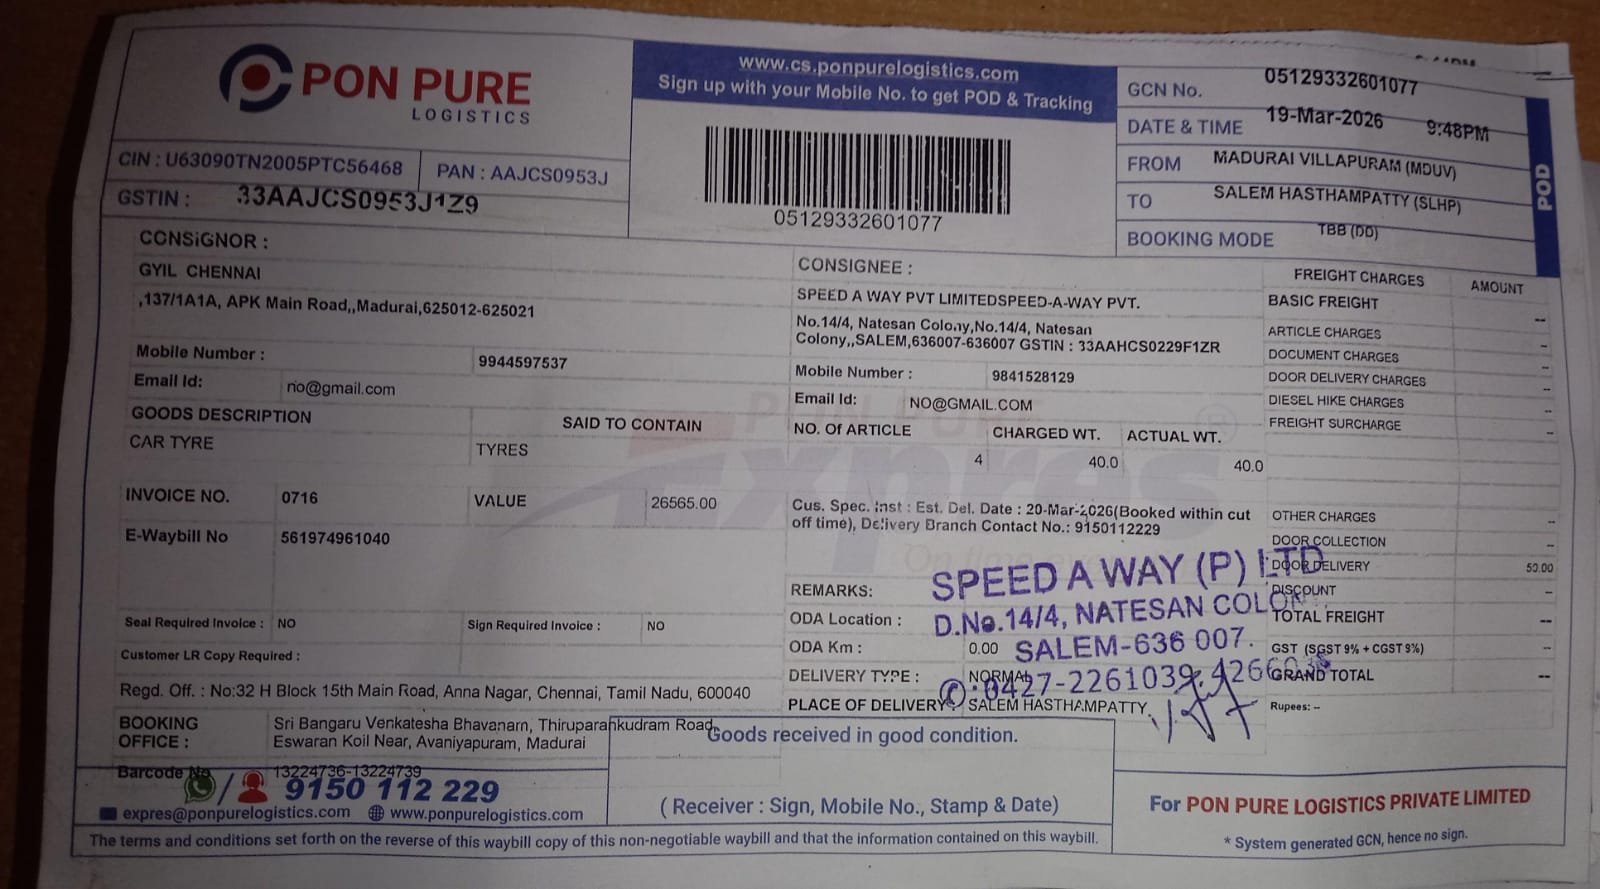 PON PURE
LOGISTICS
CIN : U63090TN2005PTC56468
PAN : AAJCS0953J
GSTIN : 33AAJCS0953J1Z9
www.cs.ponpurelogistics.com
Sign up with your Mobile No. to get POD & Tracking
05129332601077
GCN No. 05129332601077
DATE & TIME 19-Mar-2026 9:48PM
FROM MADURAI VILLAPURAM (MDUV)
TO SALEM HASTHAMPATTY (SLHP)
BOOKING MODE TBB (DD)
POD
CONSIGNOR :
GYIL CHENNAI
,137/1A1A, APK Main Road,,Madurai,625012-625021
Mobile Number : 9944597537
Email Id: no@gmail.com
CONSIGNEE :
SPEED A WAY PVT LIMITEDSPEED-A-WAY PVT.
No.14/4, Natesan Colony,No.14/4, Natesan
Colony,,SALEM,636007-636007 GSTIN : 33AAHCS0229F1ZR
Mobile Number : 9841528129
Email Id: NO@GMAIL.COM
GOODS DESCRIPTION
CAR TYRE
SAID TO CONTAIN
TYRES
NO. Of ARTICLE CHARGED WT. ACTUAL WT.
4 40.0 40.0
INVOICE NO. 0716 VALUE 26565.00
E-Waybill No 561974961040
Cus. Spec. Inst : Est. Del. Date : 20-Mar-2026(Booked within cut
off time), Delivery Branch Contact No.: 9150112229
Seal Required Invoice : NO
Sign Required Invoice : NO
Customer LR Copy Required :
REMARKS:
ODA Location :
ODA Km : 0.00
DELIVERY TYPE : NORMAL
PLACE OF DELIVERY : SALEM HASTHAMPATTY
SPEED A WAY (P) LTD
D.No.14/4, NATESAN COLON
SALEM-636 007.
FREIGHT CHARGES AMOUNT
BASIC FREIGHT --
ARTICLE CHARGES --
DOCUMENT CHARGES --
DOOR DELIVERY CHARGES --
DIESEL HIKE CHARGES --
FREIGHT SURCHARGE --
OTHER CHARGES --
DOOR COLLECTION --
DOOR DELIVERY 50.00
DISCOUNT --
TOTAL FREIGHT --
GST (SGST 9% + CGST 9%) --
GRAND TOTAL --
Rupees: --
Regd. Off. : No:32 H Block 15th Main Road, Anna Nagar, Chennai, Tamil Nadu, 600040
BOOKING OFFICE : Sri Bangaru Venkatesha Bhavanam, Thiruparankudram Road,
Eswaran Koil Near, Avaniyapuram, Madurai
Barcode No 13224736-13224739
9150 112 229
expres@ponpurelogistics.com www.ponpurelogistics.com
Goods received in good condition.
( Receiver : Sign, Mobile No., Stamp & Date)
For PON PURE LOGISTICS PRIVATE LIMITED
* System generated GCN, hence no sign.
The terms and conditions set forth on the reverse of this waybill copy of this non-negotiable waybill and that the information contained on this waybill.